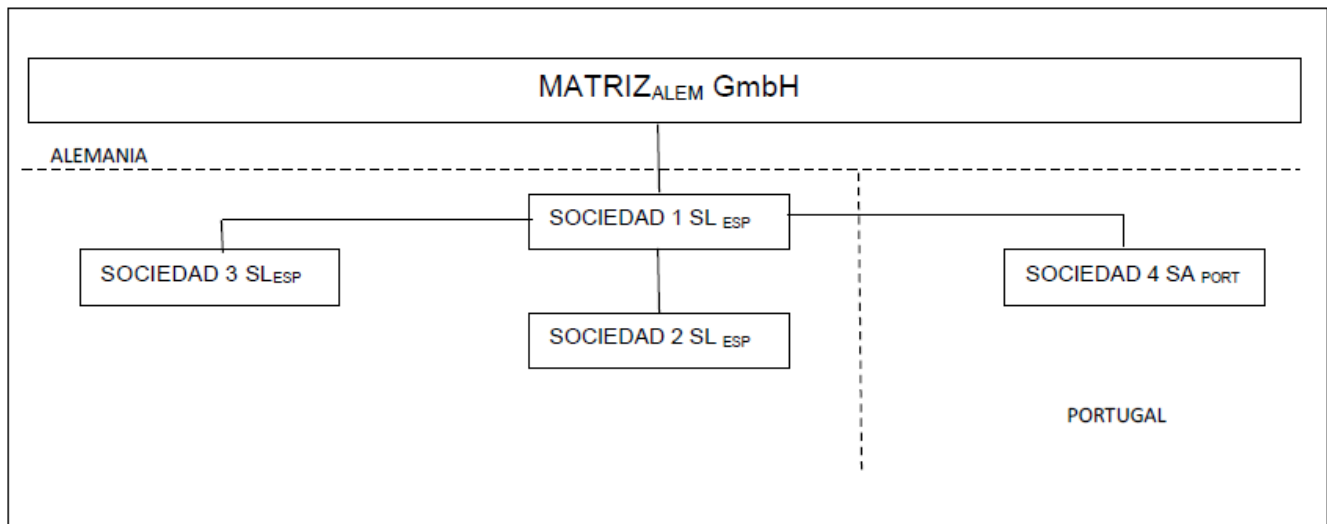 MATRIZALEM GmbH
ALEMANIA
SOCIEDAD 1 SL ESP
SOCIEDAD 3 SLESP
SOCIEDAD 4 SA PORT
SOCIEDAD 2 SL ESP
PORTUGAL